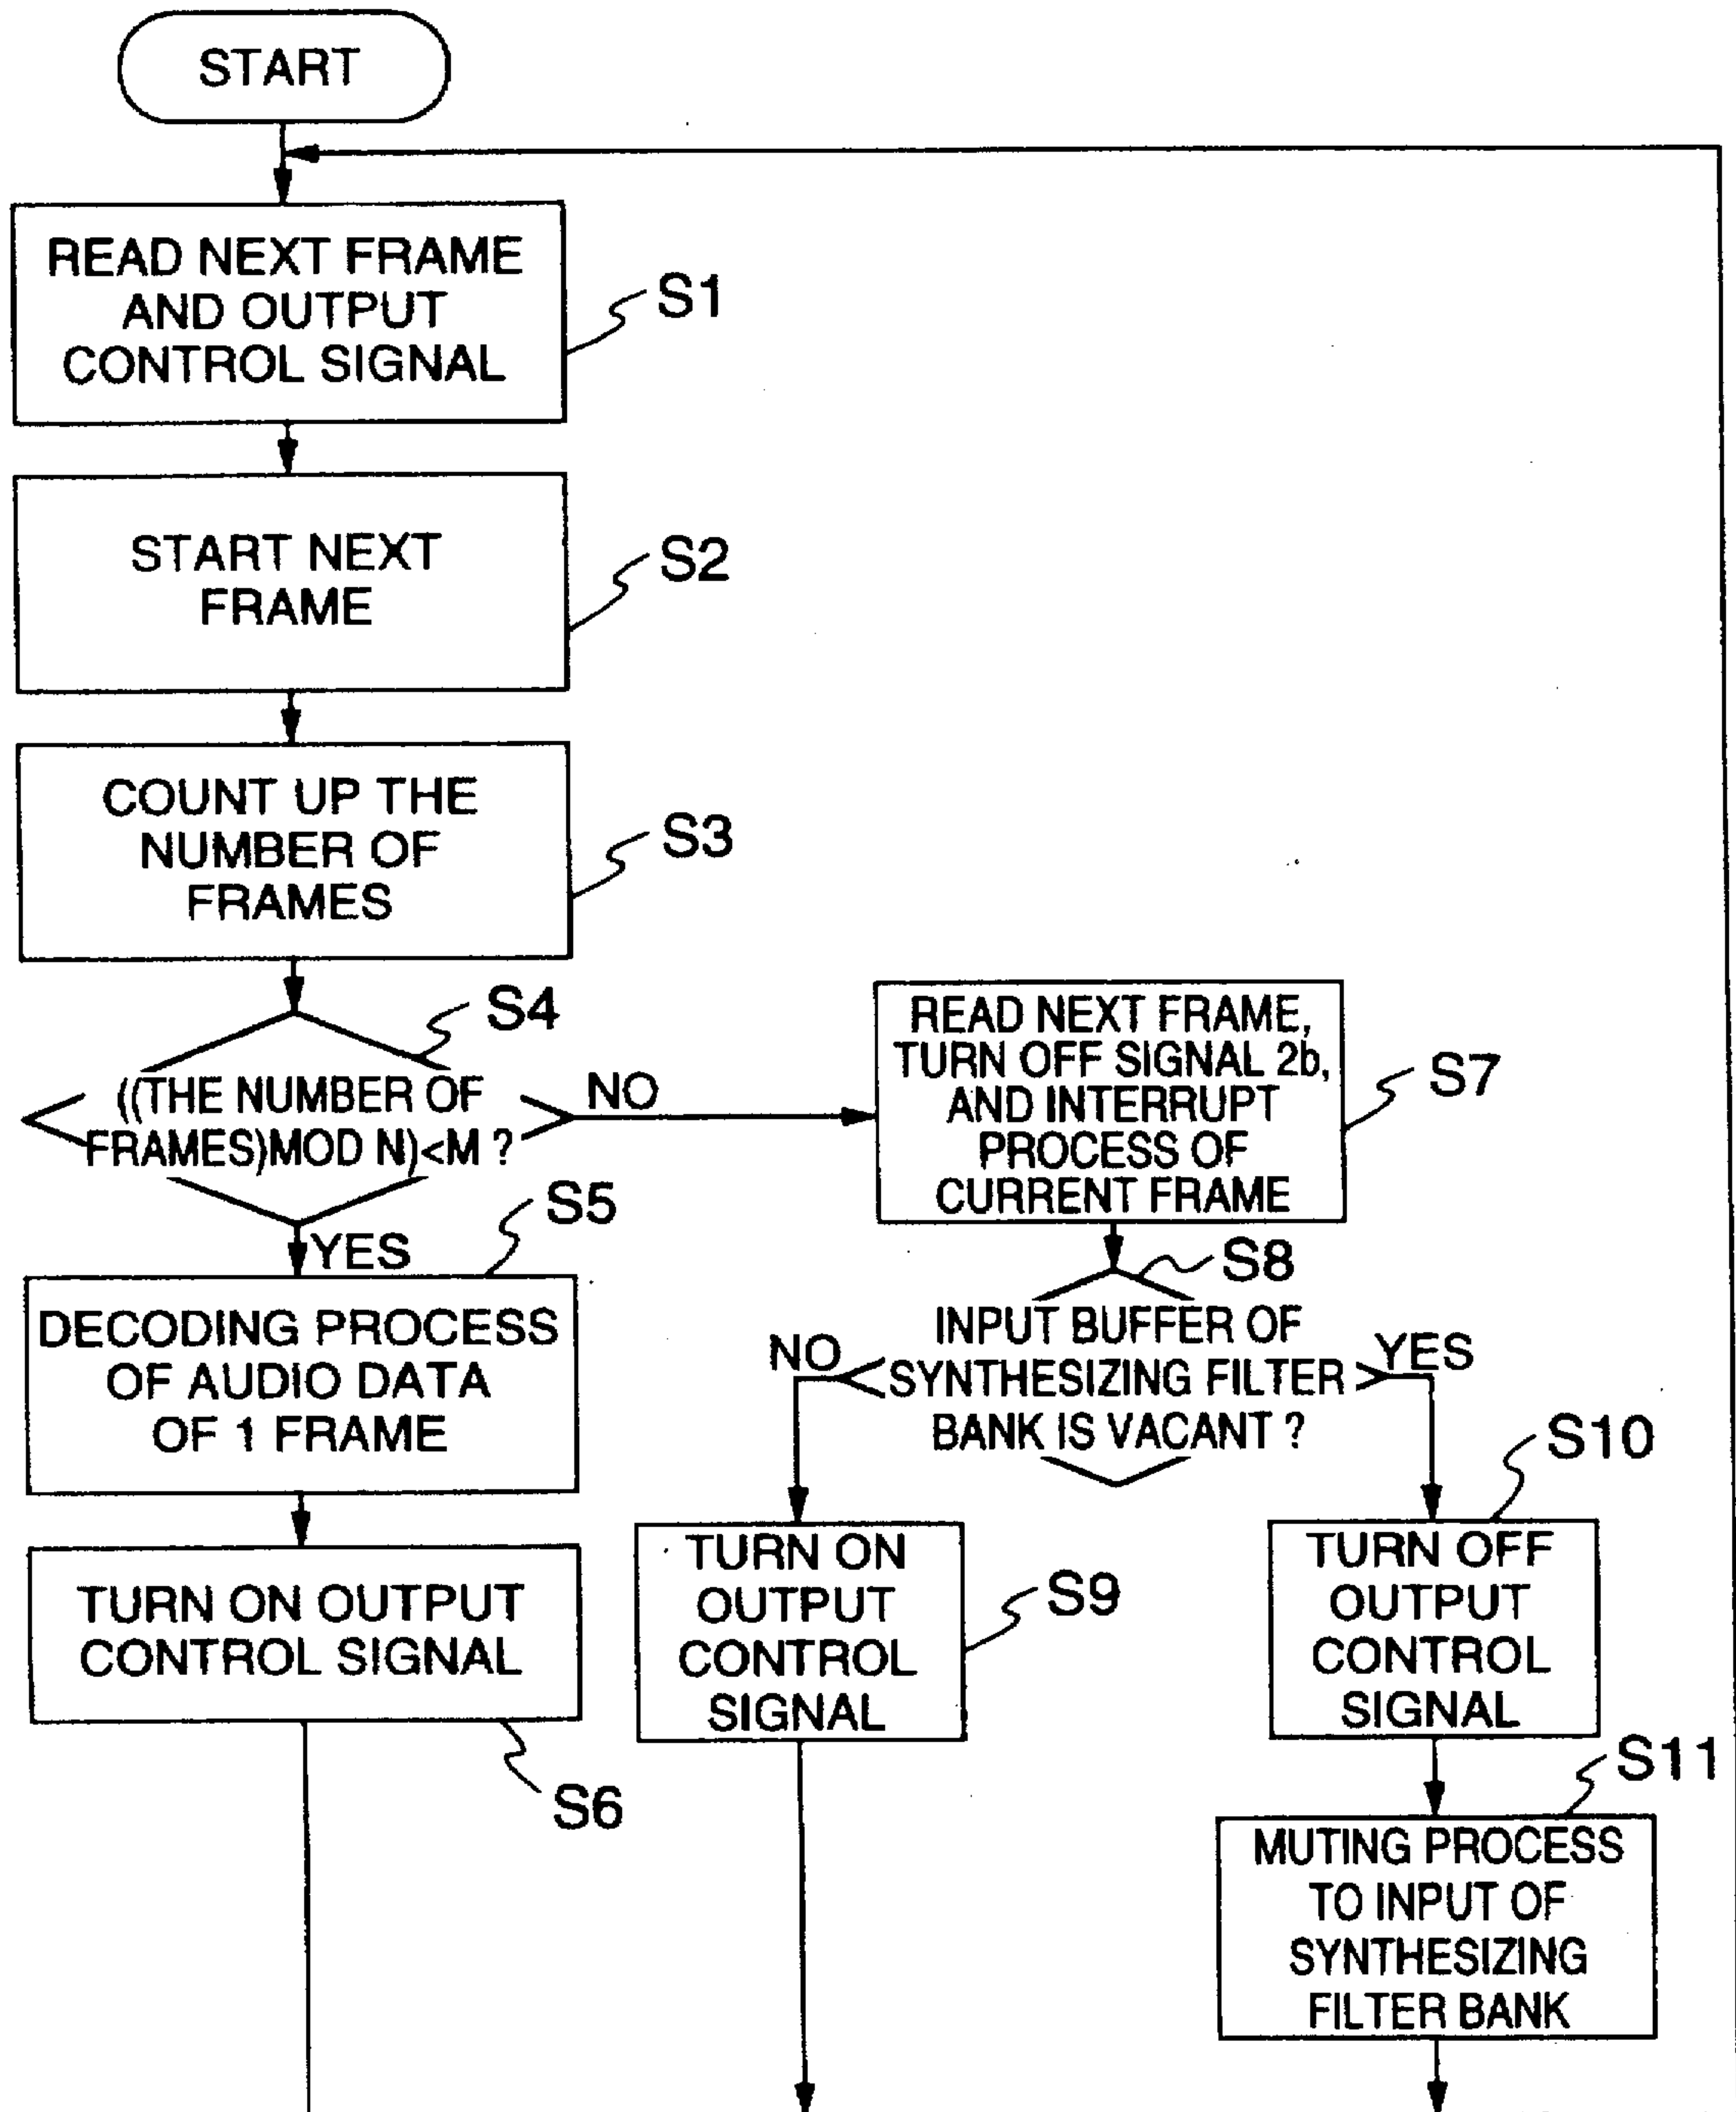 START
READ NEXT FRAME
AND OUTPUT
CONTROL SIGNAL
S1
START NEXT
FRAME
S2
COUNT UP THE
NUMBER OF
FRAMES
S3
S4
((THE NUMBER OF
FRAMES)MOD N)<M ?
NO
YES
READ NEXT FRAME,
TURN OFF SIGNAL 2b,
AND INTERRUPT
PROCESS OF
CURRENT FRAME
S7
S5
DECODING PROCESS
OF AUDIO DATA
OF 1 FRAME
S8
INPUT BUFFER OF
SYNTHESIZING FILTER
BANK IS VACANT ?
NO
YES
TURN ON OUTPUT
CONTROL SIGNAL
S6
TURN ON
OUTPUT
CONTROL
SIGNAL
S9
S10
TURN OFF
OUTPUT
CONTROL
SIGNAL
S11
MUTING PROCESS
TO INPUT OF
SYNTHESIZING
FILTER BANK